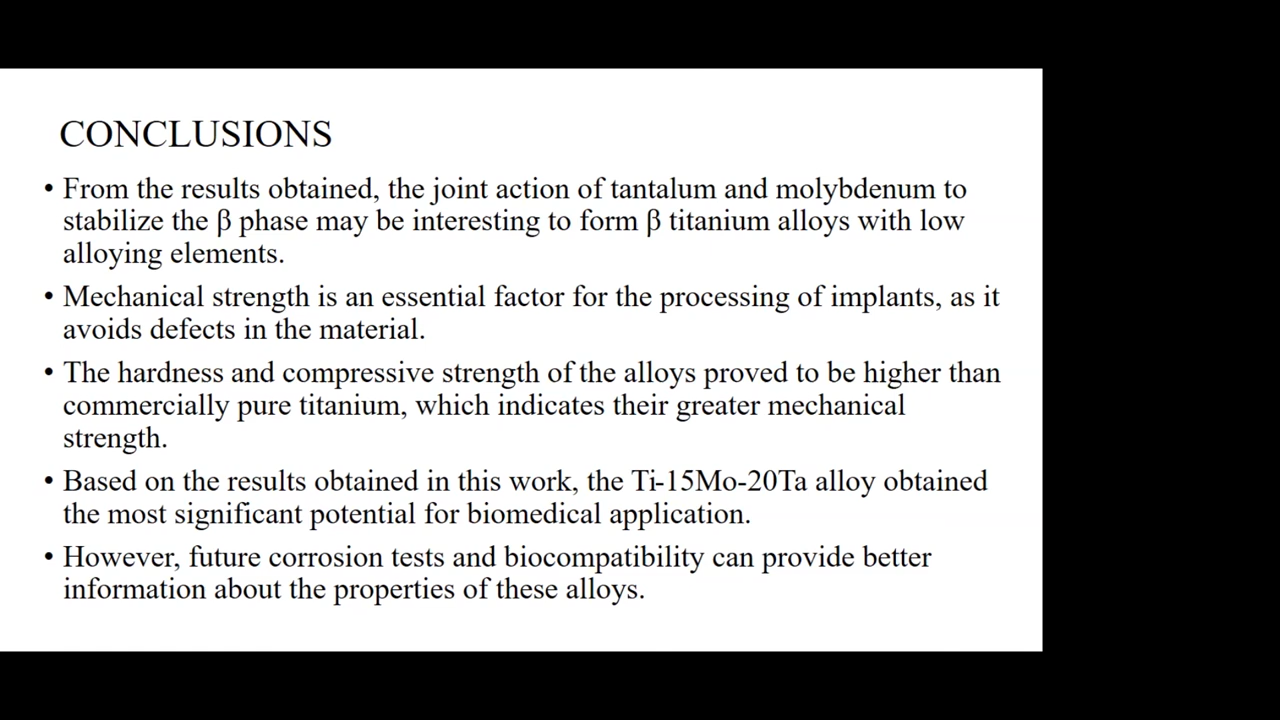 CONCLUSIONS
• From the results obtained, the joint action of tantalum and molybdenum to
stabilize the β phase may be interesting to form β titanium alloys with low
alloying elements.
• Mechanical strength is an essential factor for the processing of implants, as it
avoids defects in the material.
• The hardness and compressive strength of the alloys proved to be higher than
commercially pure titanium, which indicates their greater mechanical
strength.
• Based on the results obtained in this work, the Ti-15Mo-20Ta alloy obtained
the most significant potential for biomedical application.
• However, future corrosion tests and biocompatibility can provide better
information about the properties of these alloys.